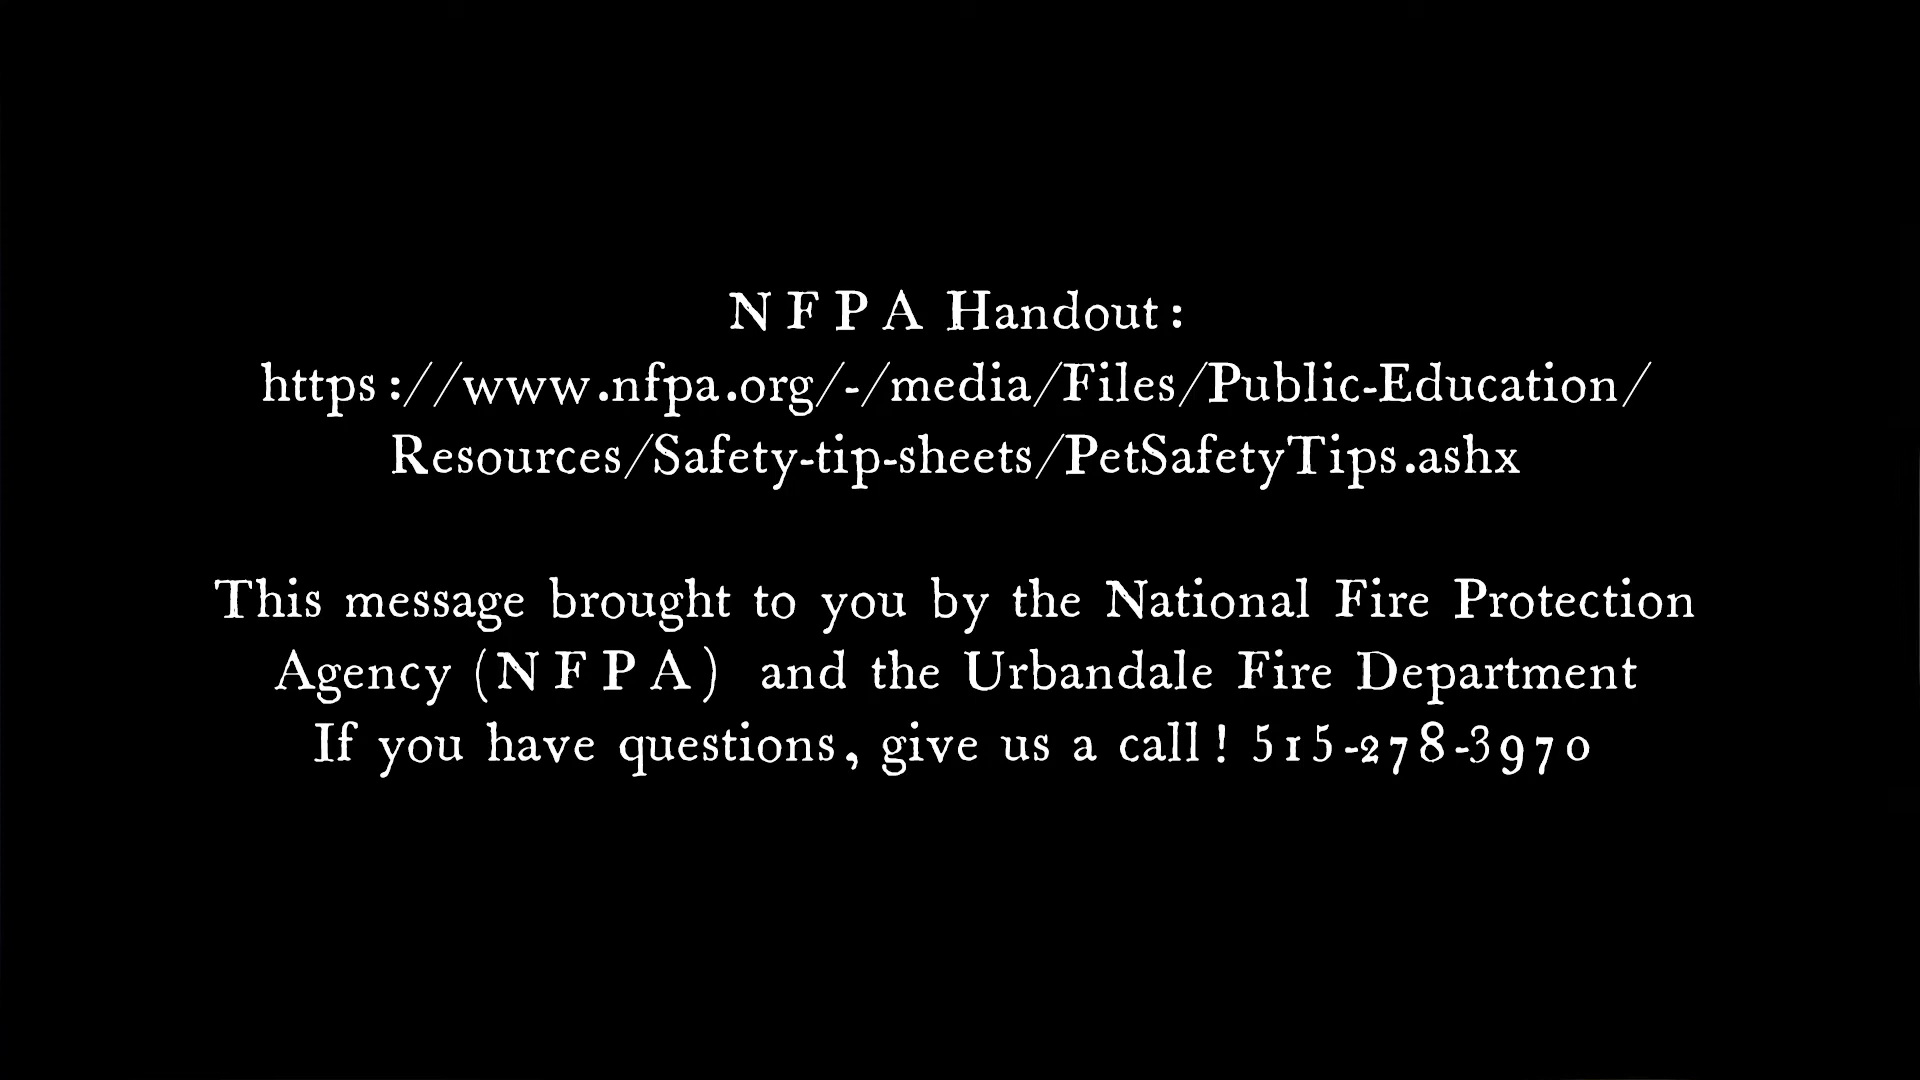 NFPA Handout:
https://www.nfpa.org/-/media/Files/Public-Education/
Resources/Safety-tip-sheets/PetSafetyTips.ashx
This message brought to you by the National Fire Protection
Agency (NFPA) and the Urbandale Fire Department
If you have questions, give us a call! 515-278-3970